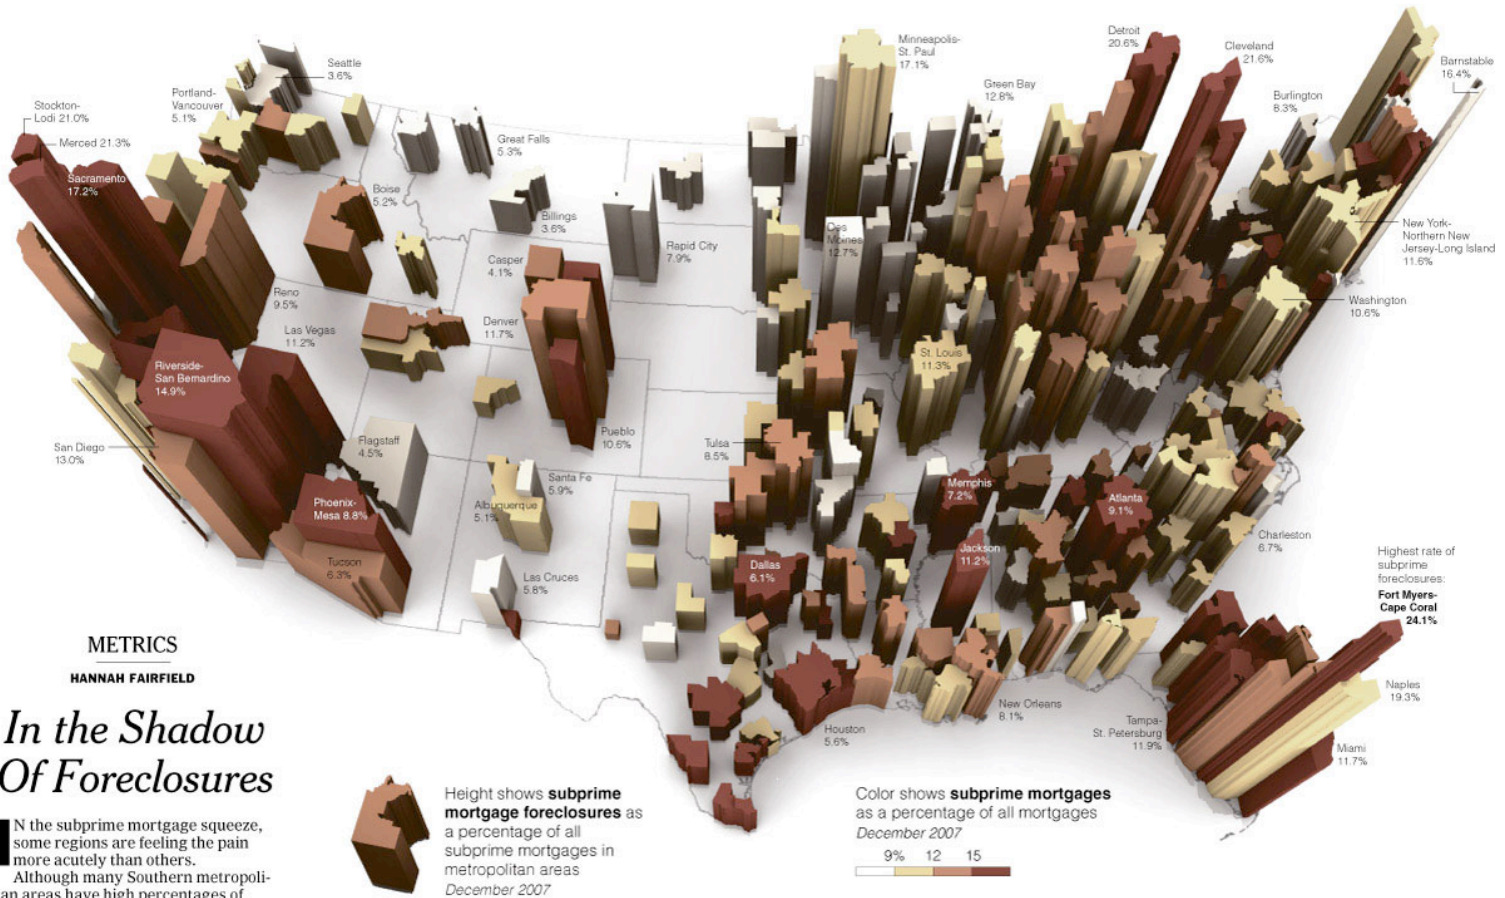 Seattle
3.6%
Portland-
Vancouver
5.1%
Stockton-
Lodi 21.0%
Merced 21.3%
Sacramento
17.2%
Great Falls
5.3%
Boise
5.2%
Billings
3.6%
Rapid City
7.9%
Casper
4.1%
Reno
9.5%
Las Vegas
11.2%
Denver
11.7%
Riverside-
San Bernardino
14.9%
San Diego
13.0%
Flagstaff
4.5%
Pueblo
10.6%
Santa Fe
5.9%
Albuquerque
5.1%
Phoenix-
Mesa 8.8%
Tucson
6.3%
Las Cruces
5.8%
Minneapolis-
St. Paul
17.1%
Green Bay
12.8%
Detroit
20.6%
Cleveland
21.6%
Burlington
8.3%
Barnstable
16.4%
New York-
Northern New
Jersey-Long Island
11.6%
Washington
10.6%
Des
Moines
12.7%
St. Louis
11.3%
Tulsa
8.5%
Memphis
7.2%
Atlanta
9.1%
Jackson
11.2%
Dallas
6.1%
Charleston
6.7%
Houston
5.6%
New Orleans
8.1%
Tampa-
St. Petersburg
11.9%
Highest rate of
subprime
foreclosures:
Fort Myers-
Cape Coral
24.1%
Naples
19.3%
Miami
11.7%
METRICS
HANNAH FAIRFIELD
In the Shadow
Of Foreclosures
IN the subprime mortgage squeeze,
some regions are feeling the pain
more acutely than others.
Although many Southern metropoli-
an areas have high percentages of
Height shows subprime
mortgage foreclosures as
a percentage of all
subprime mortgages in
metropolitan areas
December 2007
Color shows subprime mortgages
as a percentage of all mortgages
December 2007
9% 12 15